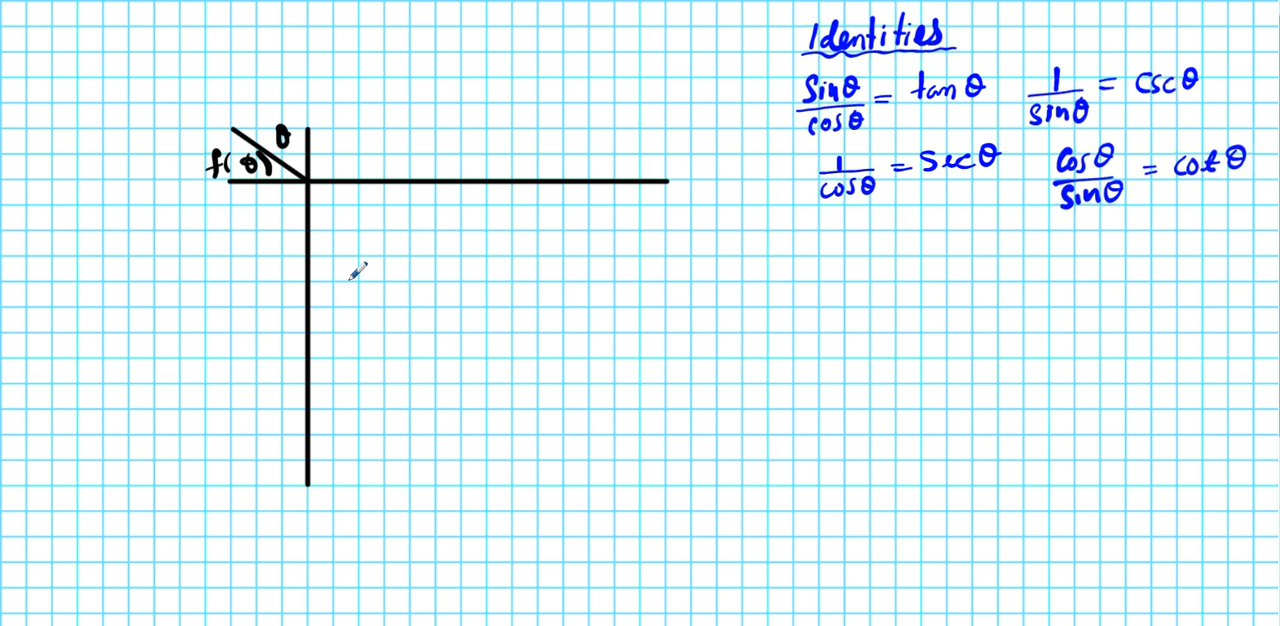 Identities
sinθ/cosθ = tanθ 1/sinθ = cscθ
θ
f(θ)
1/cosθ = secθ cosθ/sinθ = cotθ